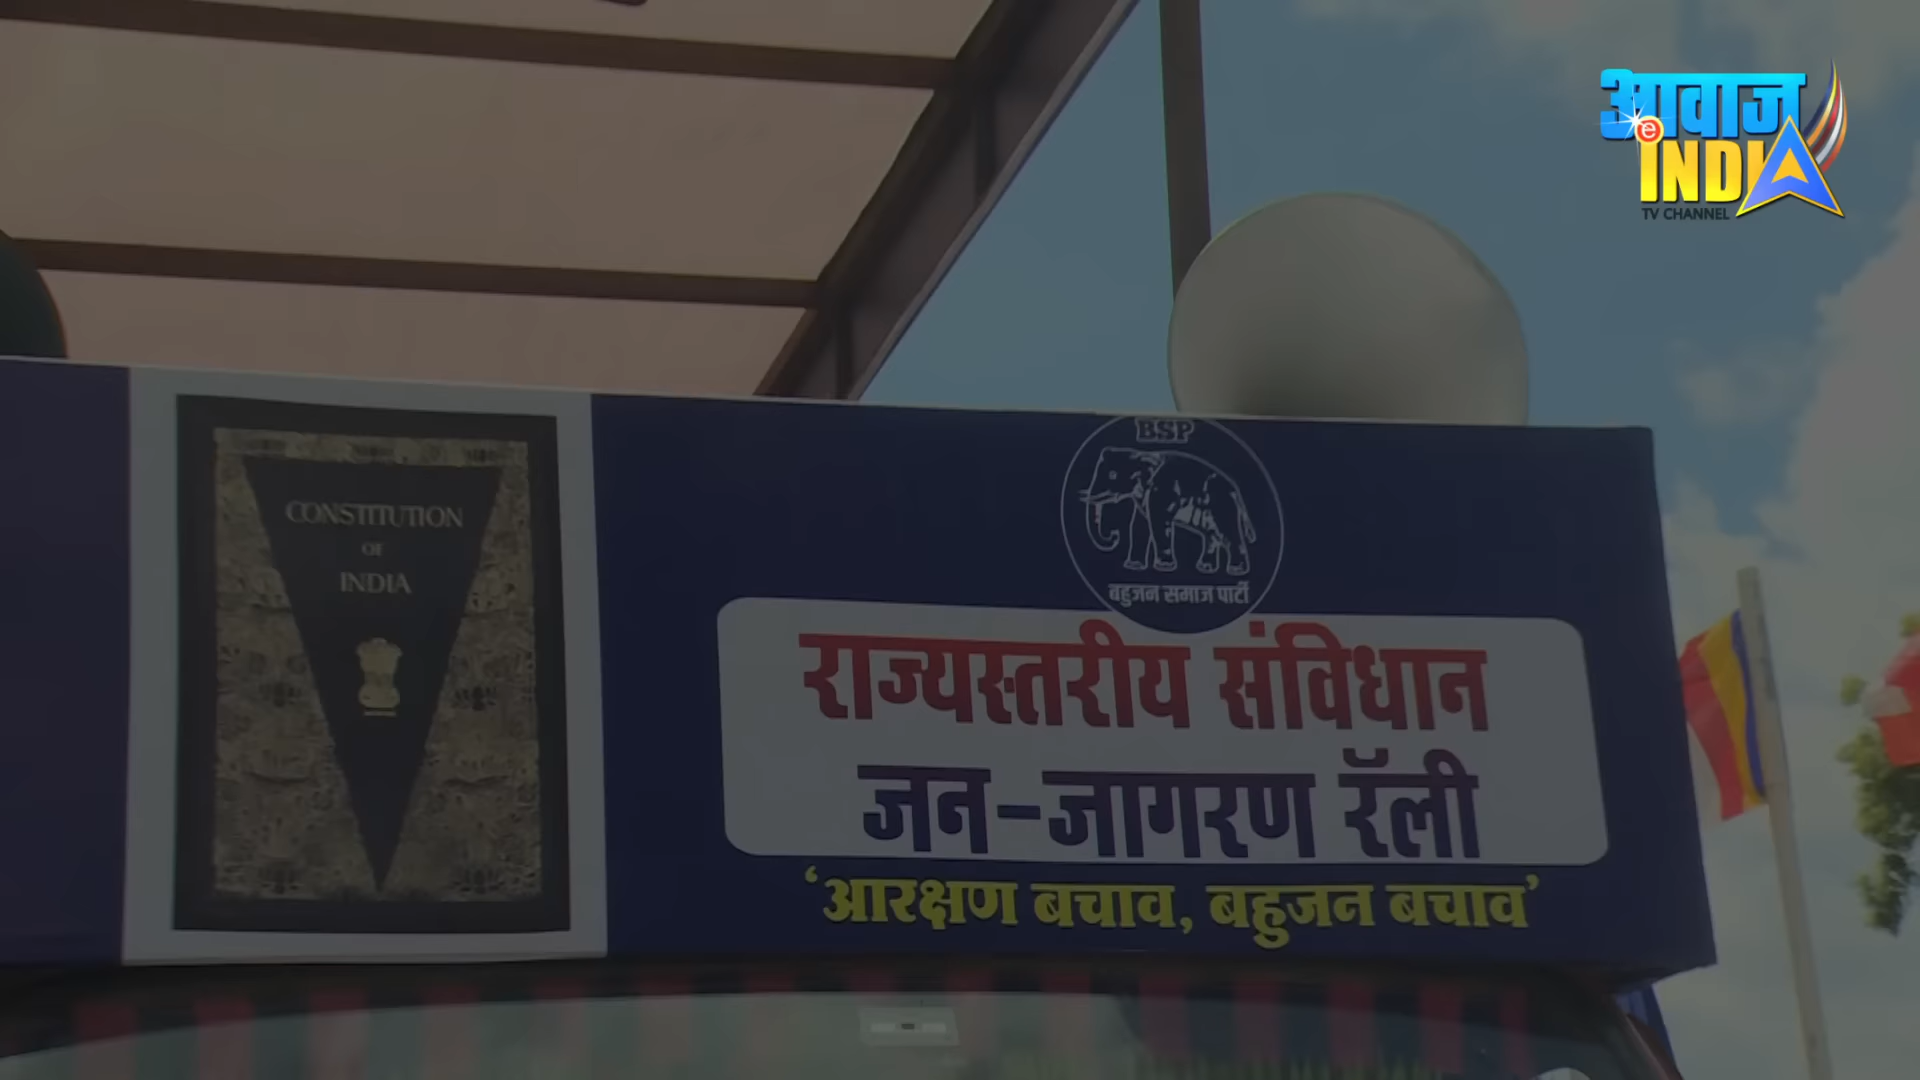 आवाज
e
INDIA
TV CHANNEL
CONSTITUTION
OF
INDIA
BSP
बहुजन समाज पार्टी
राज्यस्तरीय संविधान
जन-जागरण रॅली
‘आरक्षण बचाव, बहुजन बचाव’